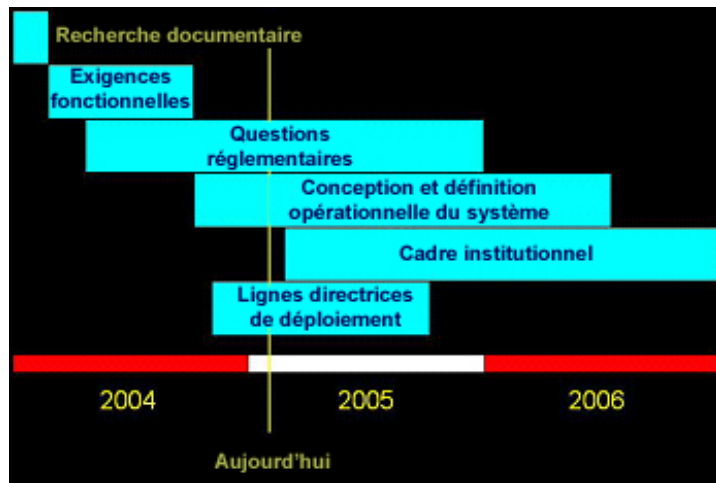 Recherche documentaire
Exigences
fonctionnelles
Questions
réglementaires
Conception et définition
opérationnelle du système
Cadre institutionnel
Lignes directrices
de déploiement
2004 2005 2006
Aujourd'hui